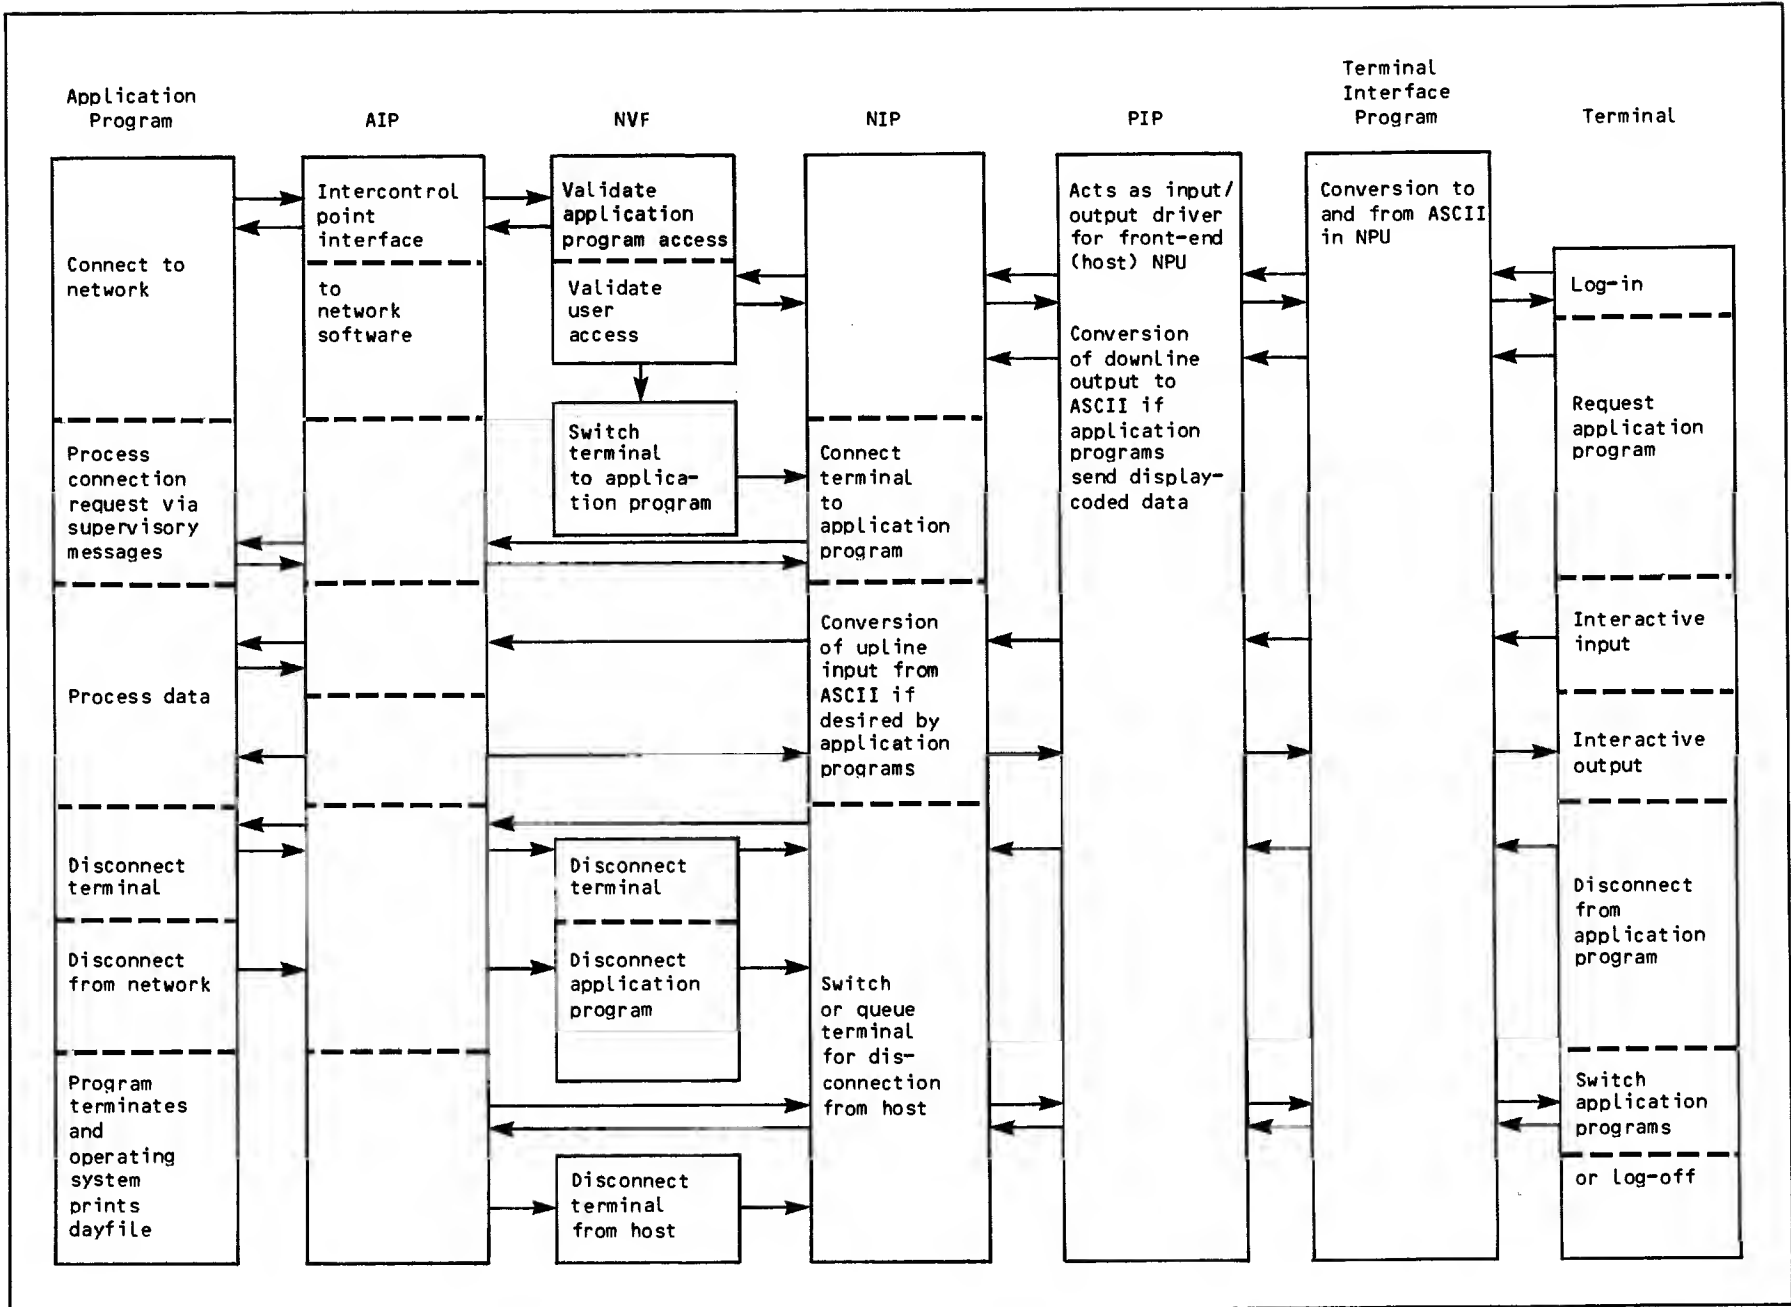 Application
Program
AIP
NVF
NIP
PIP
Terminal
Interface
Program
Terminal
Connect to
network
Process
connection
request via
supervisory
messages
Process data
Disconnect
terminal
Disconnect
from network
Program
terminates
and
operating
system
prints
dayfile
Intercontrol
point
interface
to
network
software
Validate
application
program access
Validate
user
access
Switch
terminal
to applica-
tion program
Disconnect
terminal
Disconnect
application
program
Disconnect
terminal
from host
Connect
terminal
to
application
program
Conversion
of upline
input from
ASCII if
desired by
application
programs
Switch
or queue
terminal
for dis-
connection
from host
Acts as input/
output driver
for front-end
(host) NPU
Conversion
of downline
output to
ASCII if
application
programs
send display-
coded data
Conversion to
and from ASCII
in NPU
Log-in
Request
application
program
Interactive
input
Interactive
output
Disconnect
from
application
program
Switch
application
programs
or log-off